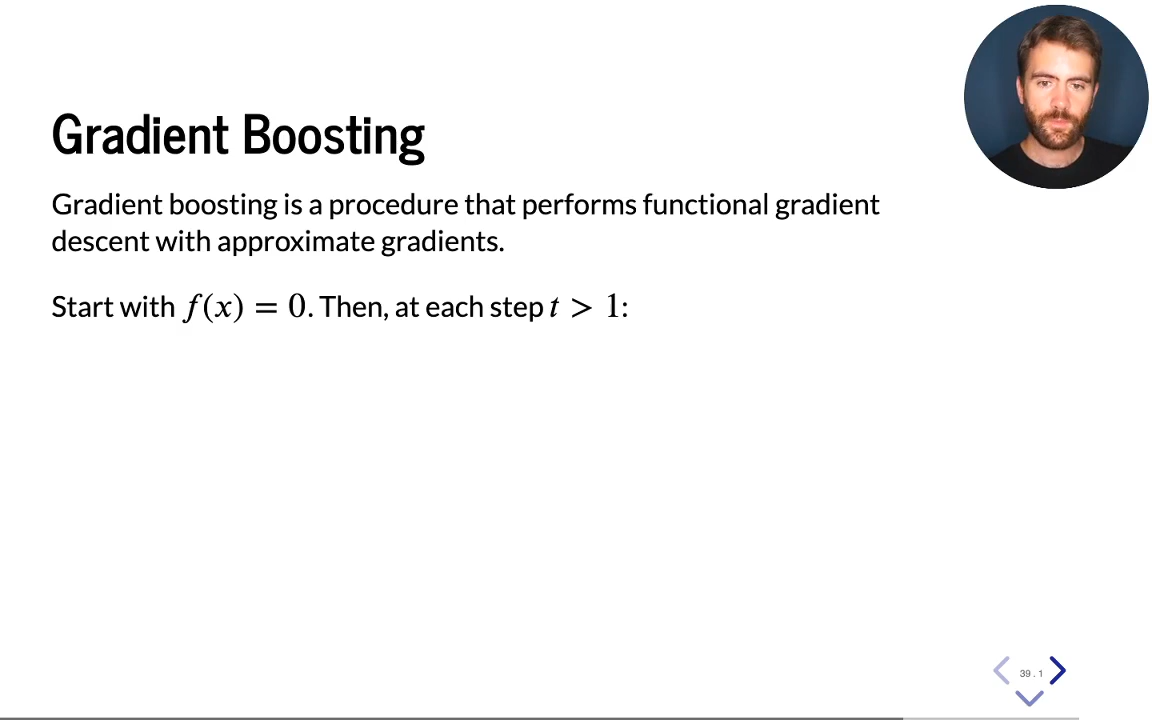 Gradient Boosting
Gradient boosting is a procedure that performs functional gradient
descent with approximate gradients.
Start with f(x) = 0. Then, at each step t > 1:
39 . 1